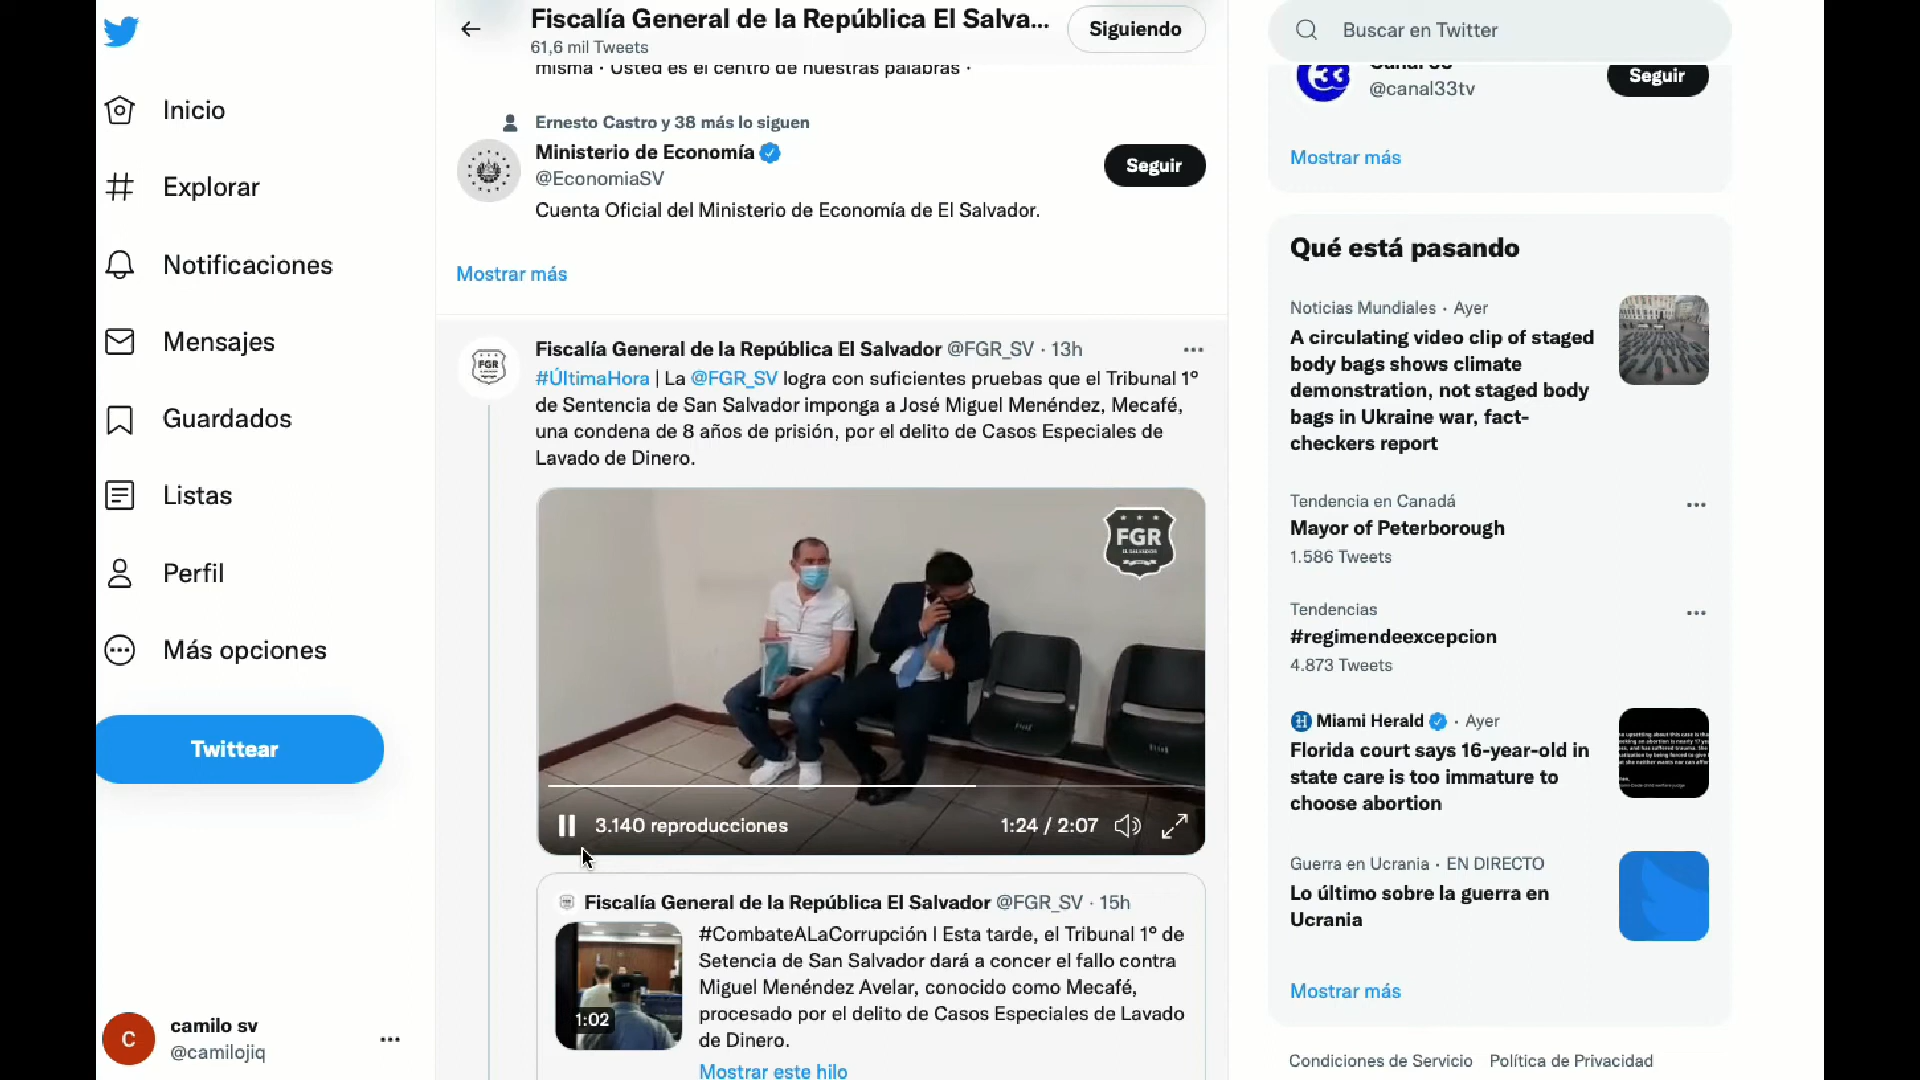 Inicio
Explorar
Notificaciones
Mensajes
Guardados
Listas
Perfil
Más opciones
Twittear
C
camilo sv
@camilojiq
Fiscalía General de la República El Salva...
61,6 mil Tweets
Siguiendo
misma • Usted es el centro de nuestras palabras •
Ernesto Castro y 38 más lo siguen
Ministerio de Economía
@EconomiaSV
Seguir
Cuenta Oficial del Ministerio de Economía de El Salvador.
Mostrar más
FGR
Fiscalía General de la República El Salvador @FGR_SV · 13h
#ÚltimaHora | La @FGR_SV logra con suficientes pruebas que el Tribunal 1°
de Sentencia de San Salvador imponga a José Miguel Menéndez, Mecafé,
una condena de 8 años de prisión, por el delito de Casos Especiales de
Lavado de Dinero.
FGR
EL SALVADOR
3.140 reproducciones
1:24 / 2:07
Fiscalía General de la República El Salvador @FGR_SV · 15h
#CombateALaCorrupción | Esta tarde, el Tribunal 1° de
Setencia de San Salvador dará a concer el fallo contra
Miguel Menéndez Avelar, conocido como Mecafé,
procesado por el delito de Casos Especiales de Lavado
de Dinero.
1:02
Mostrar este hilo
Buscar en Twitter
Canal 33
@canal33tv
Seguir
Mostrar más
Qué está pasando
Noticias Mundiales · Ayer
A circulating video clip of staged
body bags shows climate
demonstration, not staged body
bags in Ukraine war, fact-
checkers report
Tendencia en Canadá
Mayor of Peterborough
1.586 Tweets
Tendencias
#regimendeexcepcion
4.873 Tweets
Miami Herald · Ayer
Florida court says 16-year-old in
state care is too immature to
choose abortion
Guerra en Ucrania · EN DIRECTO
Lo último sobre la guerra en
Ucrania
Mostrar más
Condiciones de Servicio Política de Privacidad